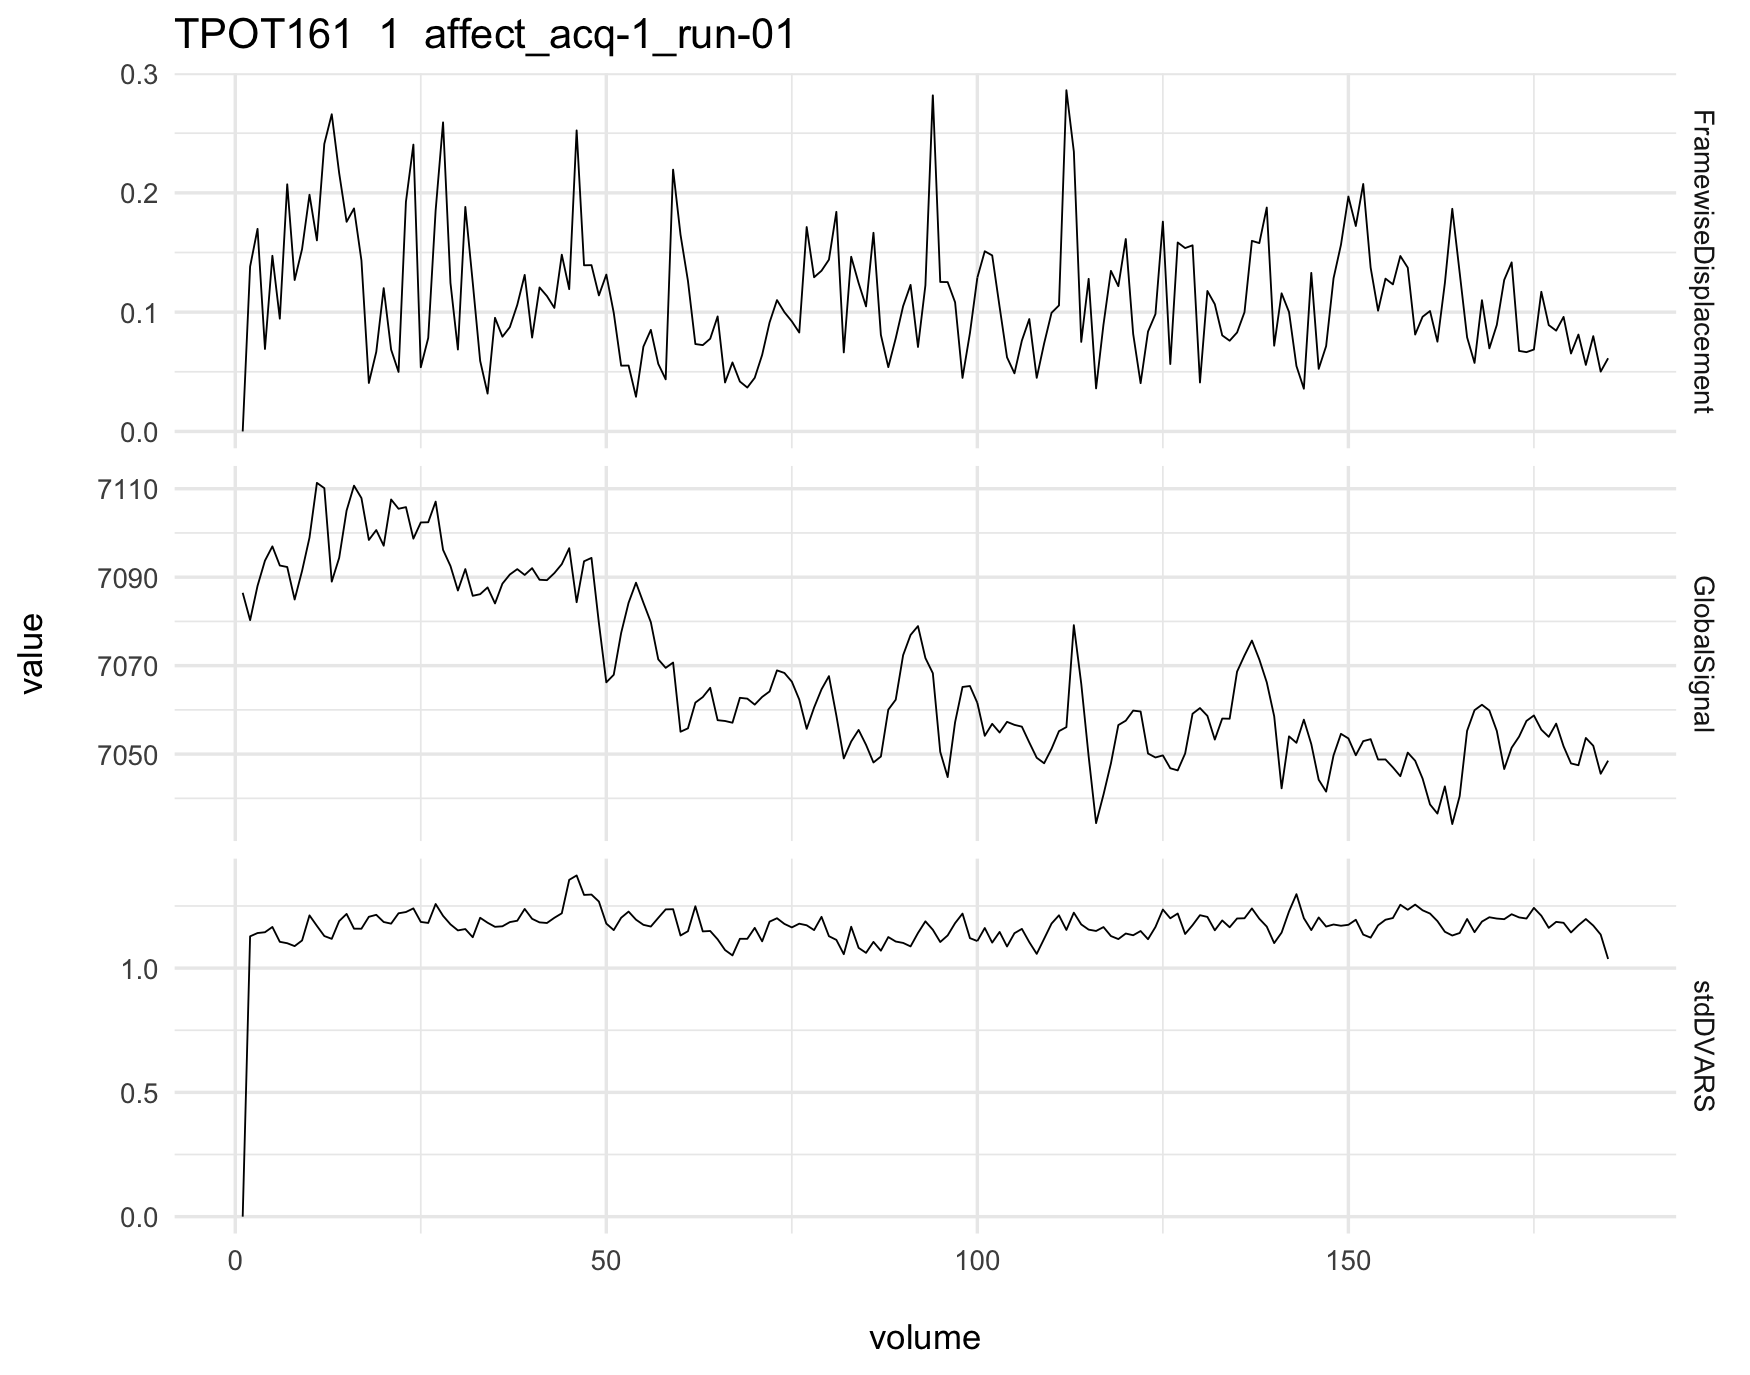 TPOT161 1 affect_acq-1_run-01
0.3
0.2
0.1
0.0
FramewiseDisplacement
7110
7090
7070
7050
GlobalSignal
value
1.0
0.5
0.0
stdDVARS
0 50 100 150
volume